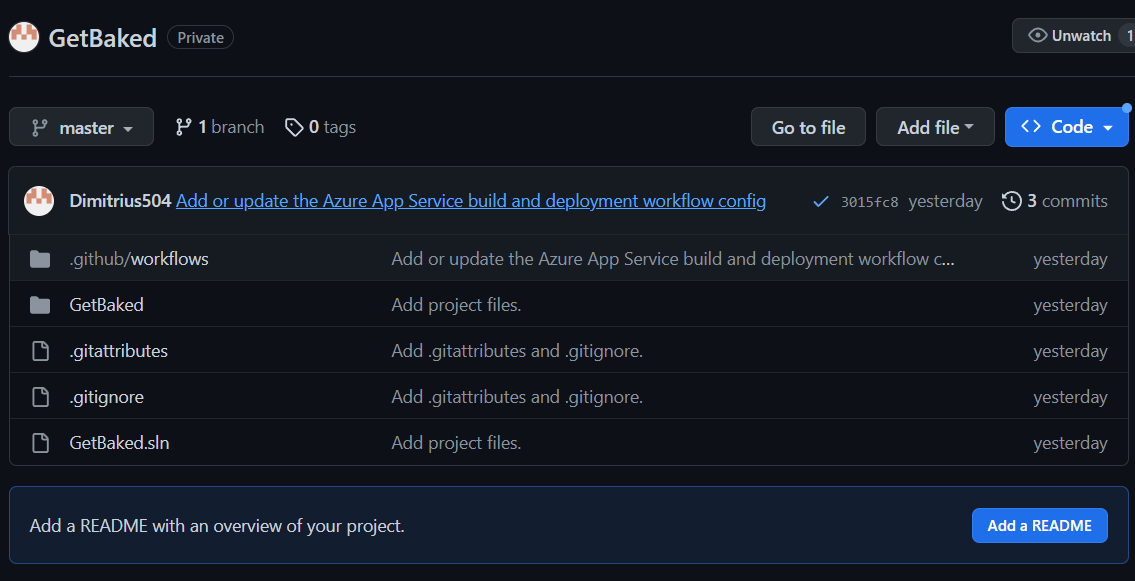 GetBaked Private Unwatch 1
master 1 branch 0 tags Go to file Add file Code
Dimitrius504 Add or update the Azure App Service build and deployment workflow config 3015fc8 yesterday 3 commits
.github/workflows Add or update the Azure App Service build and deployment workflow c... yesterday
GetBaked Add project files. yesterday
.gitattributes Add .gitattributes and .gitignore. yesterday
.gitignore Add .gitattributes and .gitignore. yesterday
GetBaked.sln Add project files. yesterday
Add a README with an overview of your project. Add a README